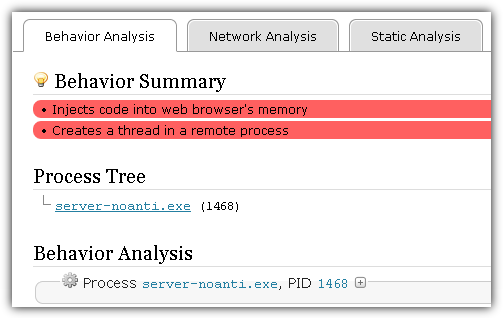 Behavior Analysis Network Analysis Static Analysis
Behavior Summary
• Injects code into web browser's memory
• Creates a thread in a remote process
Process Tree
server-noanti.exe (1468)
Behavior Analysis
Process server-noanti.exe, PID 1468